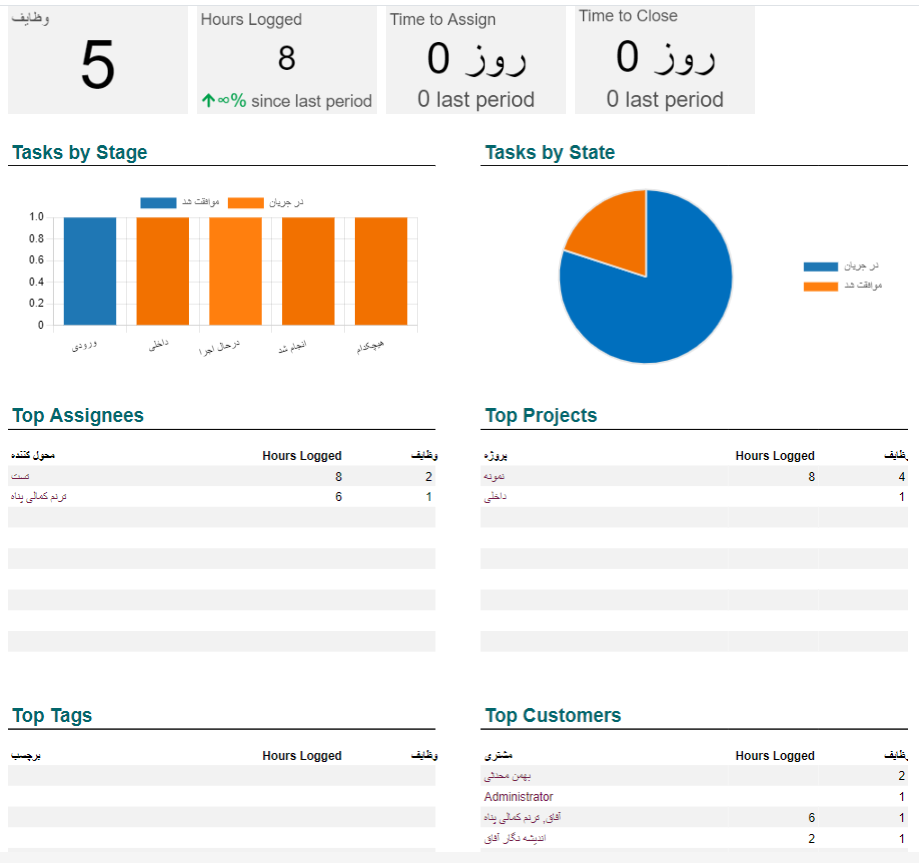 وظایف
5
Hours Logged
8
↑∞% since last period
Time to Assign
0 روز
0 last period
Time to Close
0 روز
0 last period
Tasks by Stage
موافقت شد در جریان
1.0
0.8
0.6
0.4
0.2
0
ورودی داخلی درحال اجرا انجام شد هیچکدام
Tasks by State
در جریان
موافقت شد
Top Assignees
محول کننده Hours Logged وظایف
تست 8 2
ترنم کمالی پناه 6 1
Top Projects
پروژه Hours Logged وظایف
نمونه 8 4
داخلی 1
Top Tags
برچسب Hours Logged وظایف
Top Customers
مشتری Hours Logged وظایف
بهمن محدثی 2
Administrator 1
آفاق, ترنم کمالی پناه 6 1
اندیشه نگار آفاق 2 1